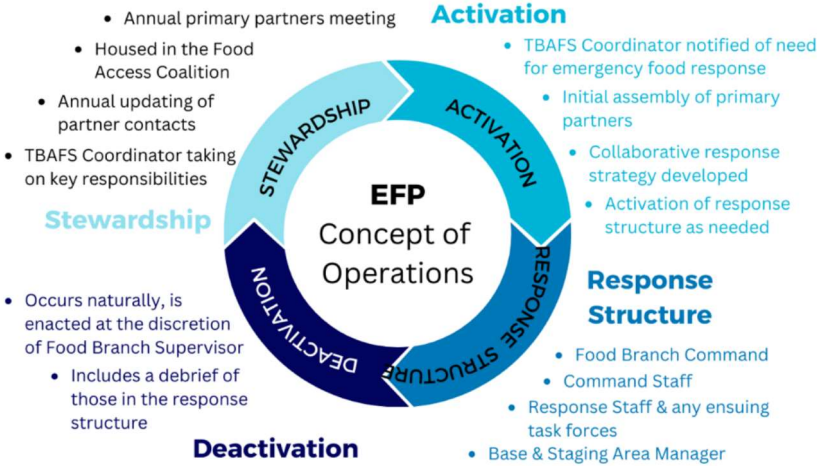 • Annual primary partners meeting
• Housed in the Food
Access Coalition
• Annual updating of
partner contacts
• TBAFS Coordinator taking
on key responsibilities
Stewardship
Activation
• TBAFS Coordinator notified of need
for emergency food response
• Initial assembly of primary
partners
• Collaborative response
strategy developed
• Activation of response
structure as needed
STEWARDSHIP
ACTIVATION
EFP
Concept of
Operations
DEACTIVATION
RESPONSE STRUCTURE
Response
Structure
• Food Branch Command
• Command Staff
• Response Staff & any ensuing
task forces
• Base & Staging Area Manager
• Occurs naturally, is
enacted at the discretion
of Food Branch Supervisor
• Includes a debrief of
those in the response
structure
Deactivation